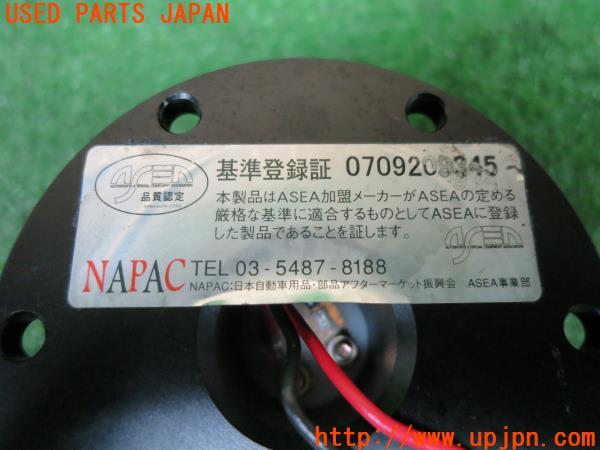 USED PARTS JAPAN
ASEA
品質認定
基準登録証 0709209345
本製品はASEA加盟メーカーがASEAの定める
厳格な基準に適合するものとしてASEAに登録
した製品であることを証します。
ASEA
NAPAC TEL 03-5487-8188
NAPAC:日本自動車用品・部品アフターマーケット振興会 ASEA事業部
http://www.upjpn.com